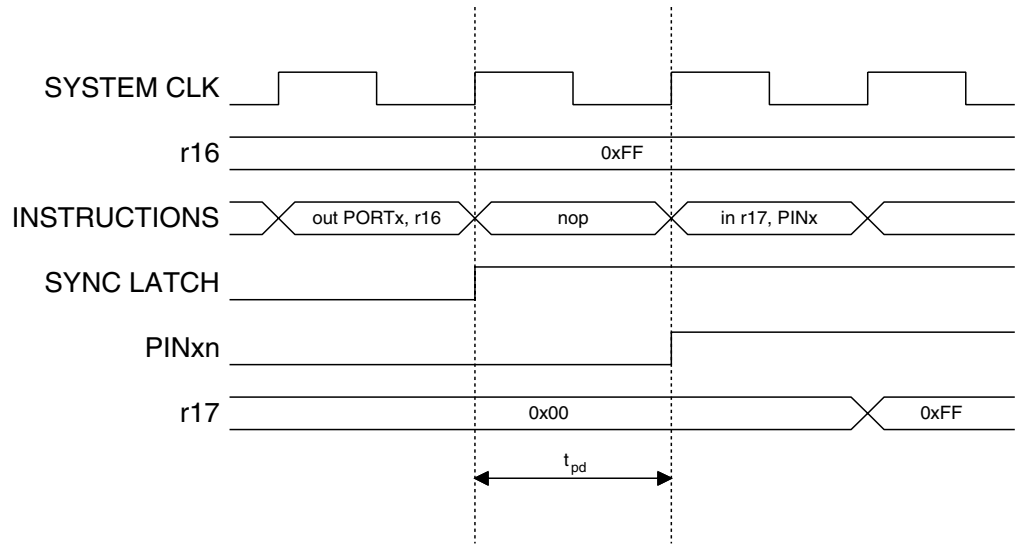 SYSTEM CLK
r16
0xFF
INSTRUCTIONS
out PORTx, r16
nop
in r17, PINx
SYNC LATCH
PINxn
r17
0x00
0xFF
tpd